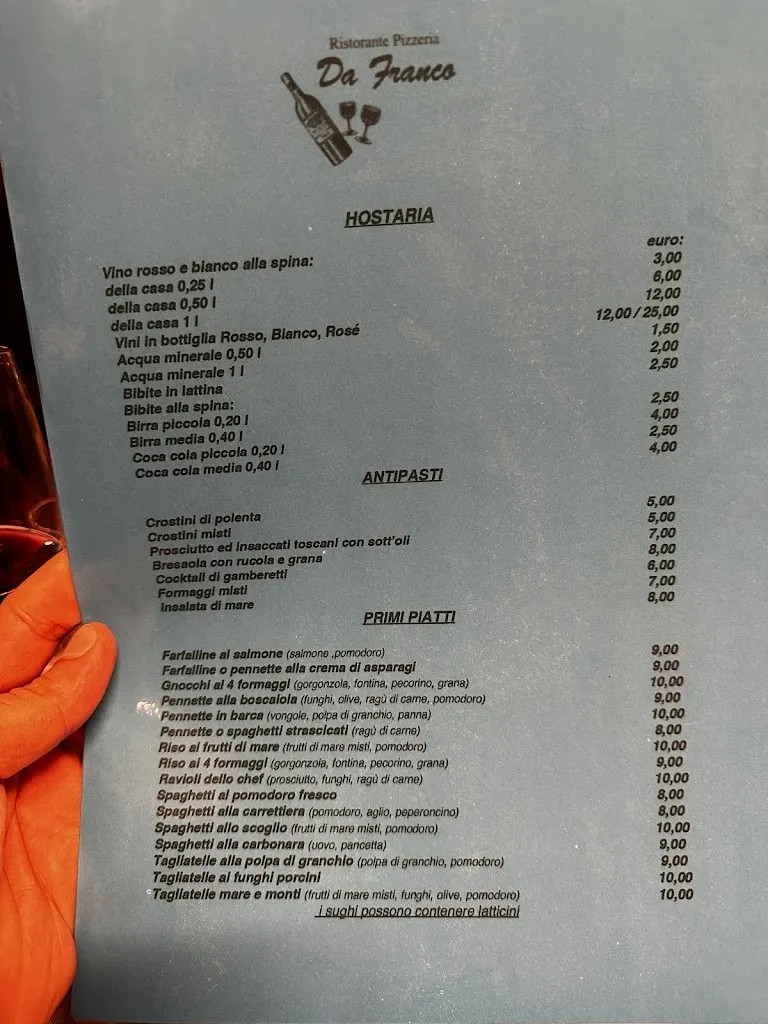 Ristorante Pizzeria
Da Franco
HOSTARIA
euro:
Vino rosso e bianco alla spina:
della casa 0,25 l 3,00
della casa 0,50 l 6,00
della casa 1 l 12,00
Vini in bottiglia Rosso, Bianco, Rosé 12,00 / 25,00
Acqua minerale 0,50 l 1,50
Acqua minerale 1 l 2,00
Bibite in lattina 2,50
Bibite alla spina:
Birra piccola 0,20 l 2,50
Birra media 0,40 l 4,00
Coca cola piccola 0,20 l 2,50
Coca cola media 0,40 l 4,00
ANTIPASTI
Crostini di polenta 5,00
Crostini misti 5,00
Prosciutto ed insaccati toscani con sott'oli 7,00
Bresaola con rucola e grana 8,00
Cocktail di gamberetti 6,00
Formaggi misti 7,00
Insalata di mare 8,00
PRIMI PIATTI
Farfalline al salmone (salmone ,pomodoro) 9,00
Farfalline o pennette alla crema di asparagi 9,00
Gnocchi ai 4 formaggi (gorgonzola, fontina, pecorino, grana) 10,00
Pennette alla boscaiola (funghi, olive, ragù di carne, pomodoro) 9,00
Pennette in barca (vongole, polpa di granchio, panna) 10,00
Pennette o spaghetti strascicati (ragù di carne) 8,00
Riso ai frutti di mare (frutti di mare misti, pomodoro) 10,00
Riso ai 4 formaggi (gorgonzola, fontina, pecorino, grana) 9,00
Ravioli dello chef (prosciutto, funghi, ragù di carne) 10,00
Spaghetti al pomodoro fresco 8,00
Spaghetti alla carrettiera (pomodoro, aglio, peperoncino) 8,00
Spaghetti allo scoglio (frutti di mare misti, pomodoro) 10,00
Spaghetti alla carbonara (uovo, pancetta) 9,00
Tagliatelle alla polpa di granchio (polpa di granchio, pomodoro) 9,00
Tagliatelle ai funghi porcini 10,00
Tagliatelle mare e monti (frutti di mare misti, funghi, olive, pomodoro) 10,00
i sughi possono contenere latticini